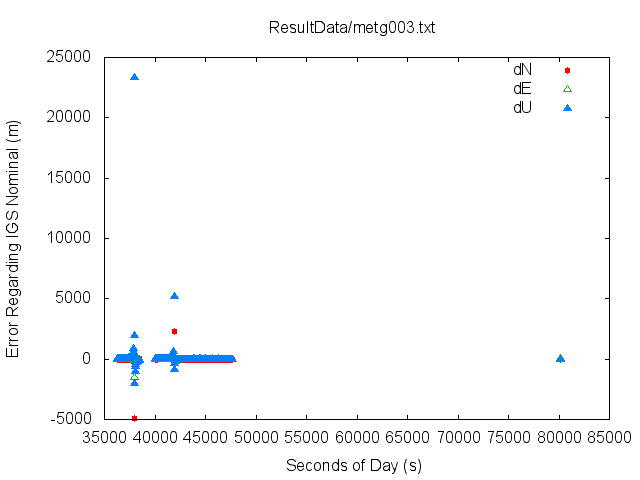 ResultData/metg003.txt
Error Regarding IGS Nominal (m)
25000
20000
15000
10000
5000
0
-5000
dN
dE
dU
35000 40000 45000 50000 55000 60000 65000 70000 75000 80000 85000
Seconds of Day (s)